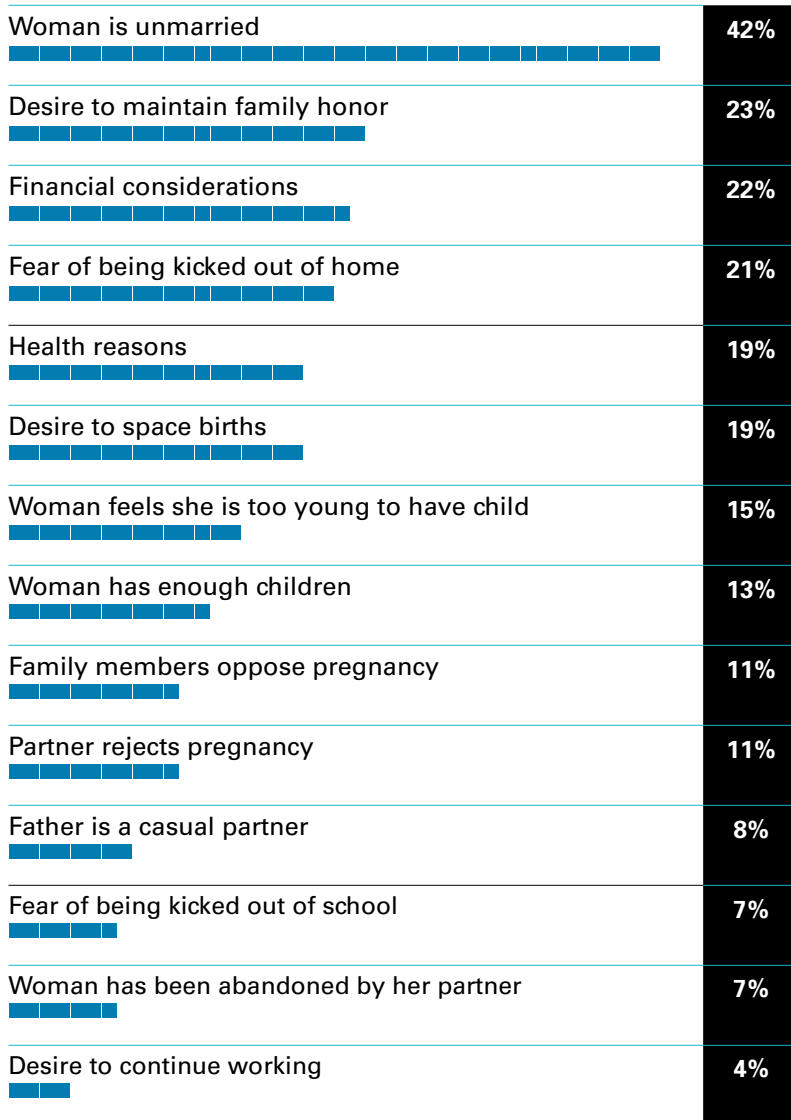 Woman is unmarried 42%
Desire to maintain family honor 23%
Financial considerations 22%
Fear of being kicked out of home 21%
Health reasons 19%
Desire to space births 19%
Woman feels she is too young to have child 15%
Woman has enough children 13%
Family members oppose pregnancy 11%
Partner rejects pregnancy 11%
Father is a casual partner 8%
Fear of being kicked out of school 7%
Woman has been abandoned by her partner 7%
Desire to continue working 4%